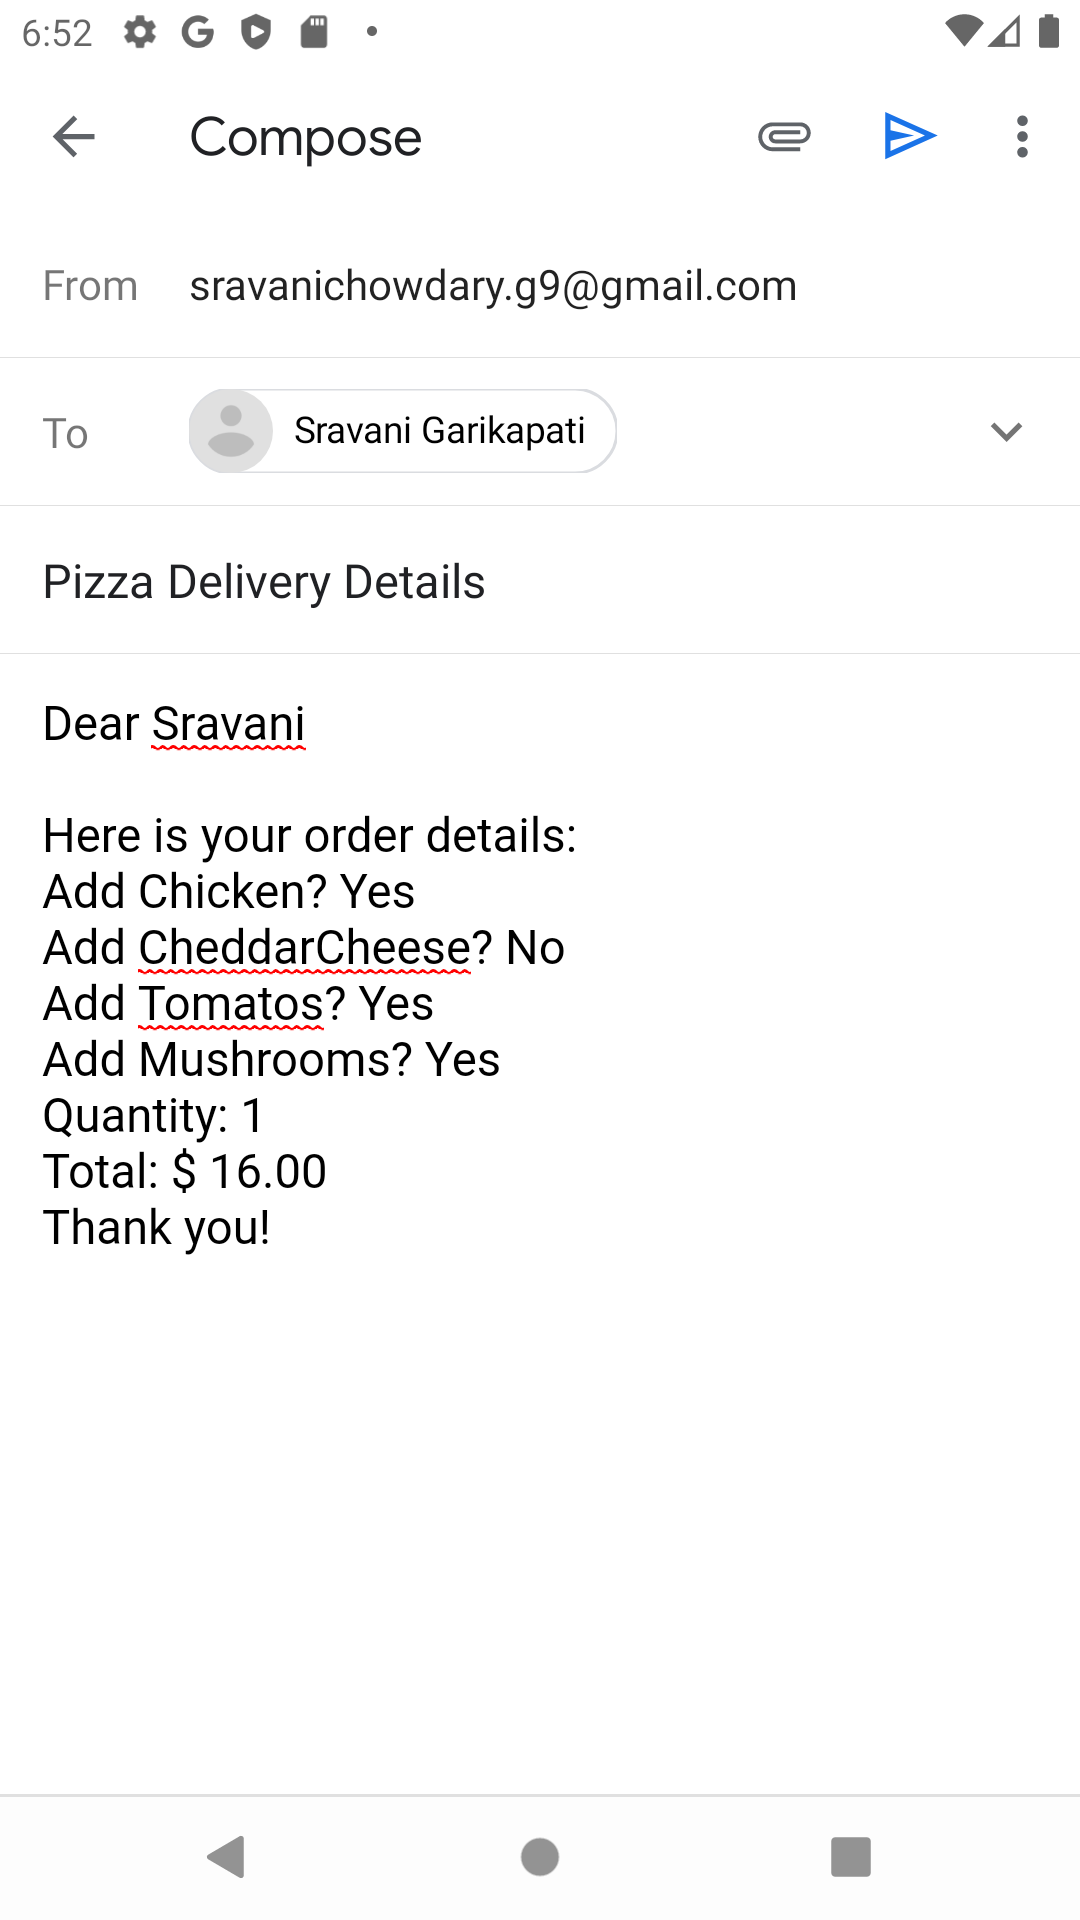 6:52
Compose
From sravanichowdary.g9@gmail.com
To Sravani Garikapati
Pizza Delivery Details
Dear Sravani
Here is your order details:
Add Chicken? Yes
Add CheddarCheese? No
Add Tomatos? Yes
Add Mushrooms? Yes
Quantity: 1
Total: $ 16.00
Thank you!